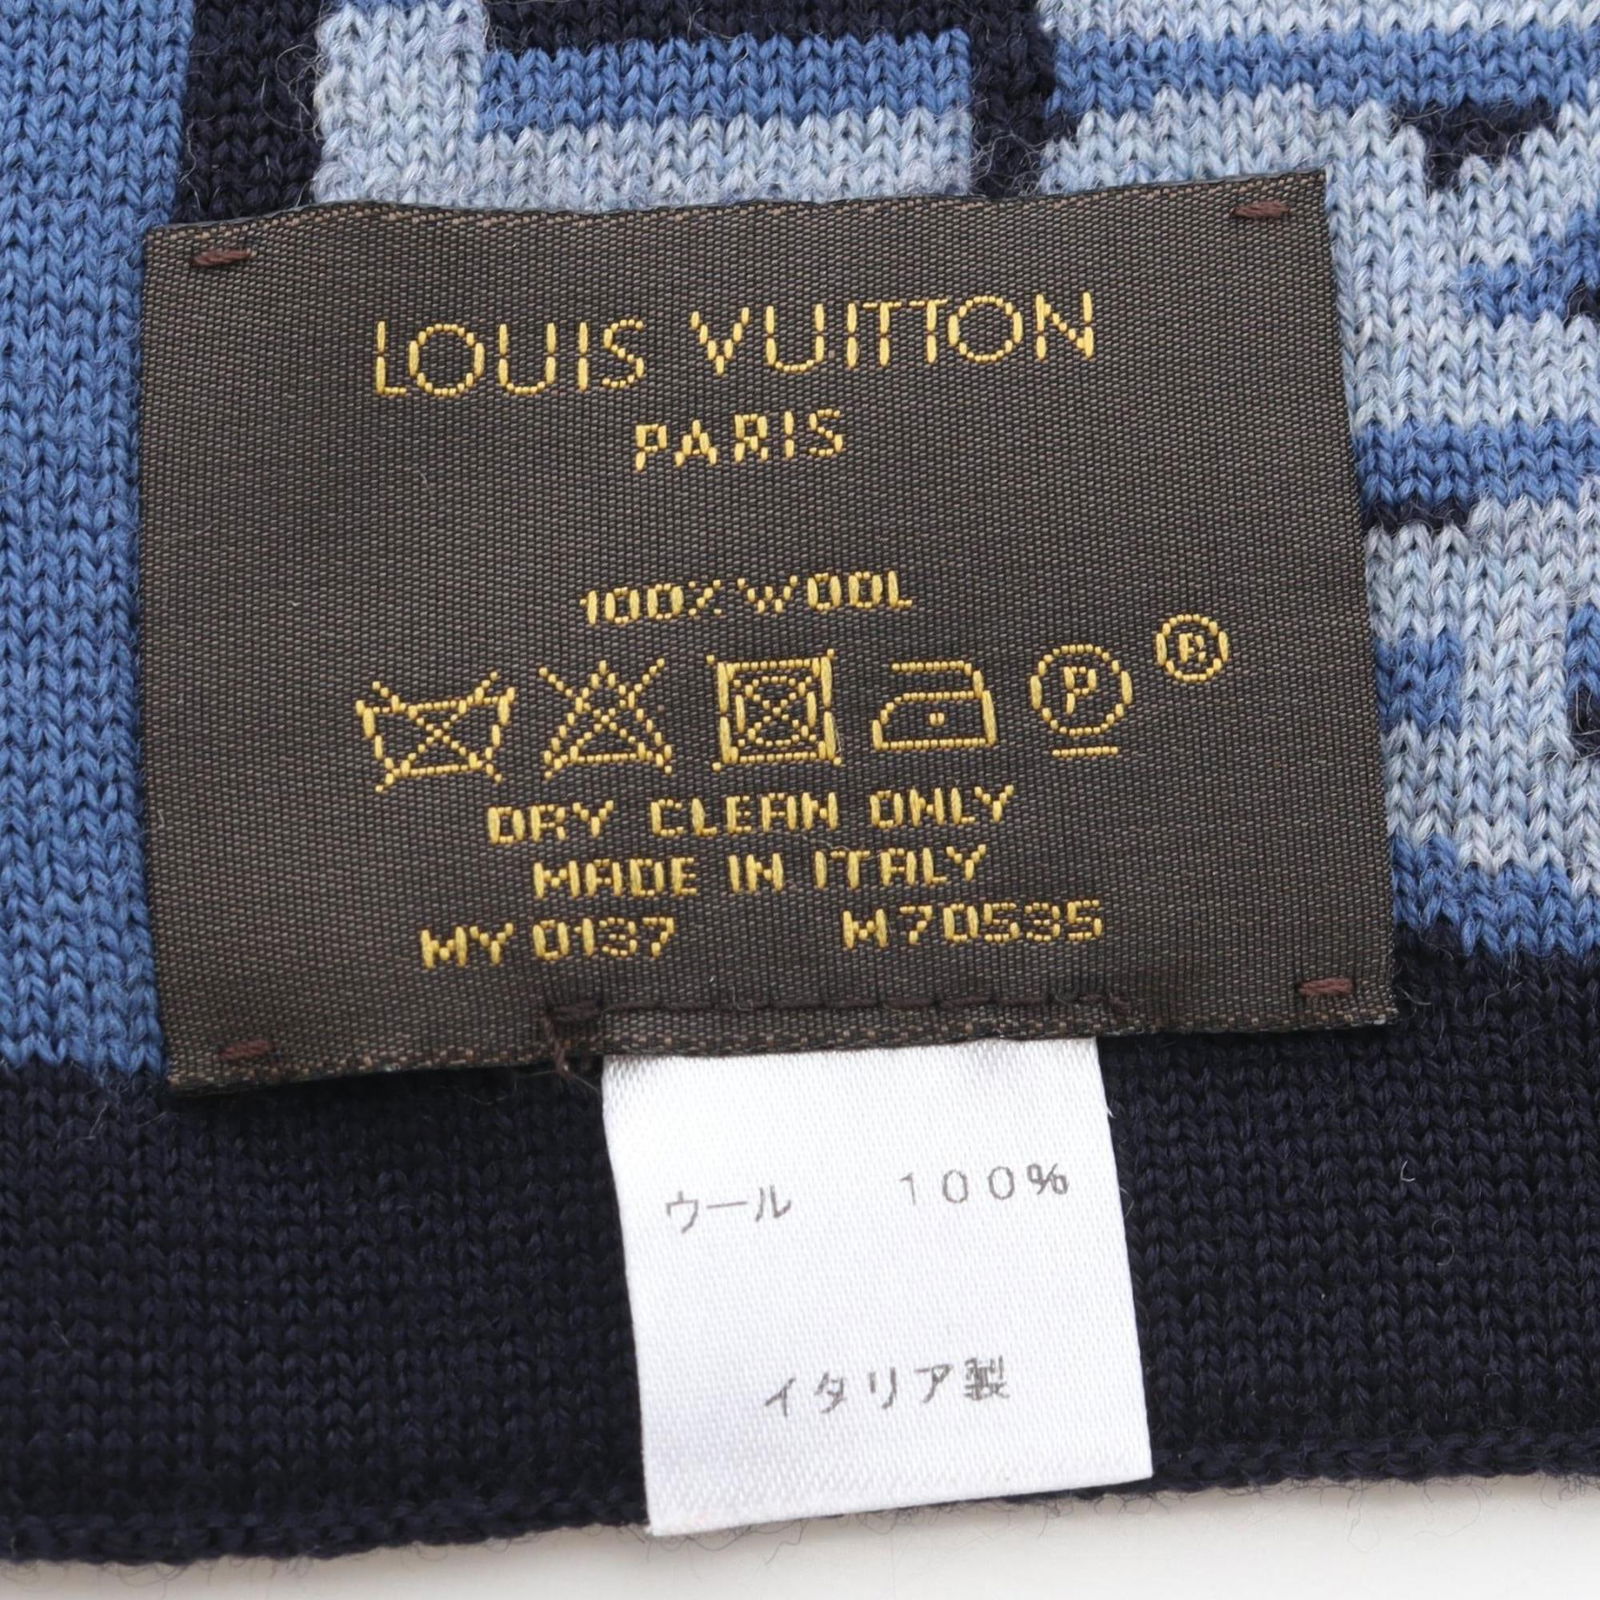 LOUIS VUITTON
PARIS
100% WOOL
P ®
DRY CLEAN ONLY
MADE IN ITALY
MY 0137 M70535
ウール 100%
イタリア製